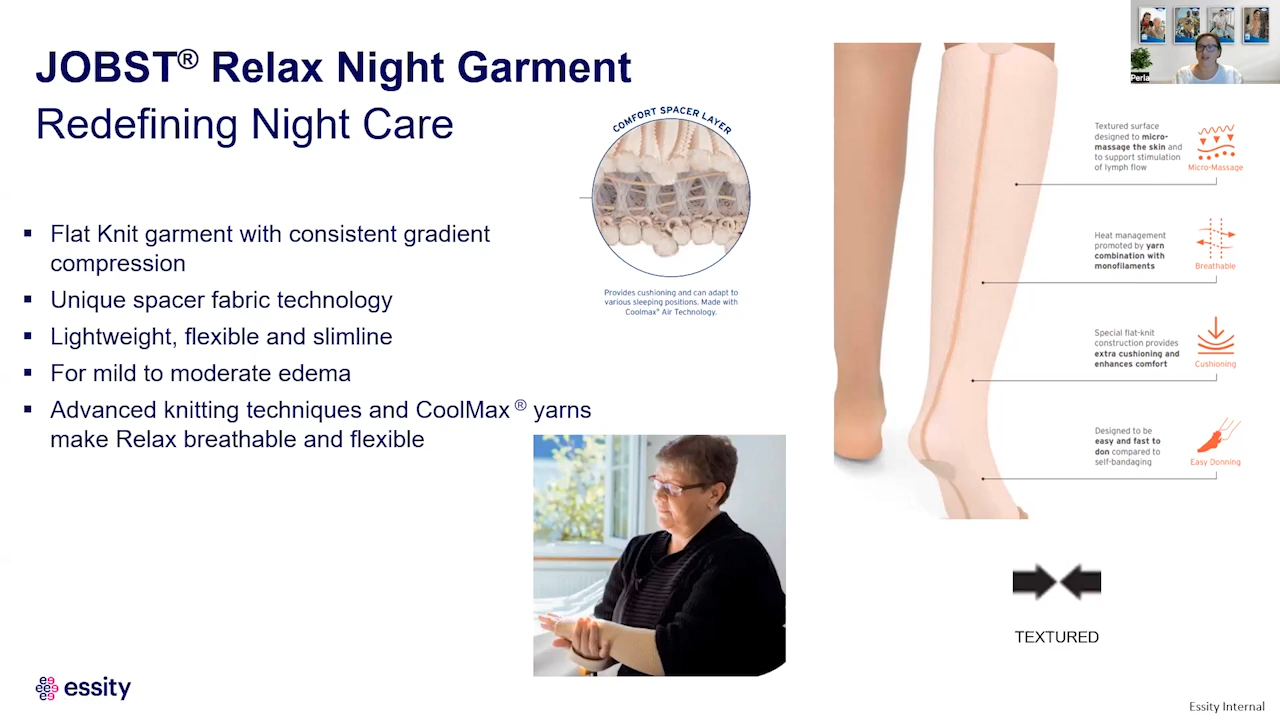 JOBST® Relax Night Garment
Redefining Night Care
▪ Flat Knit garment with consistent gradient
compression
▪ Unique spacer fabric technology
▪ Lightweight, flexible and slimline
▪ For mild to moderate edema
▪ Advanced knitting techniques and CoolMax ® yarns
make Relax breathable and flexible
COMFORT SPACER LAYER
Provides cushioning and can adapt to
various sleeping positions. Made with
Coolmax® Air Technology.
Perla
Textured surface
designed to micro-
massage the skin and
to support stimulation
of lymph flow
Micro-Massage
Heat management
promoted by yarn
combination with
monofilaments
Breathable
Special flat-knit
construction provides
extra cushioning and
enhances comfort
Cushioning
Designed to be
easy and fast to
don compared to
self-bandaging
Easy Donning
TEXTURED
essity
Essity Internal